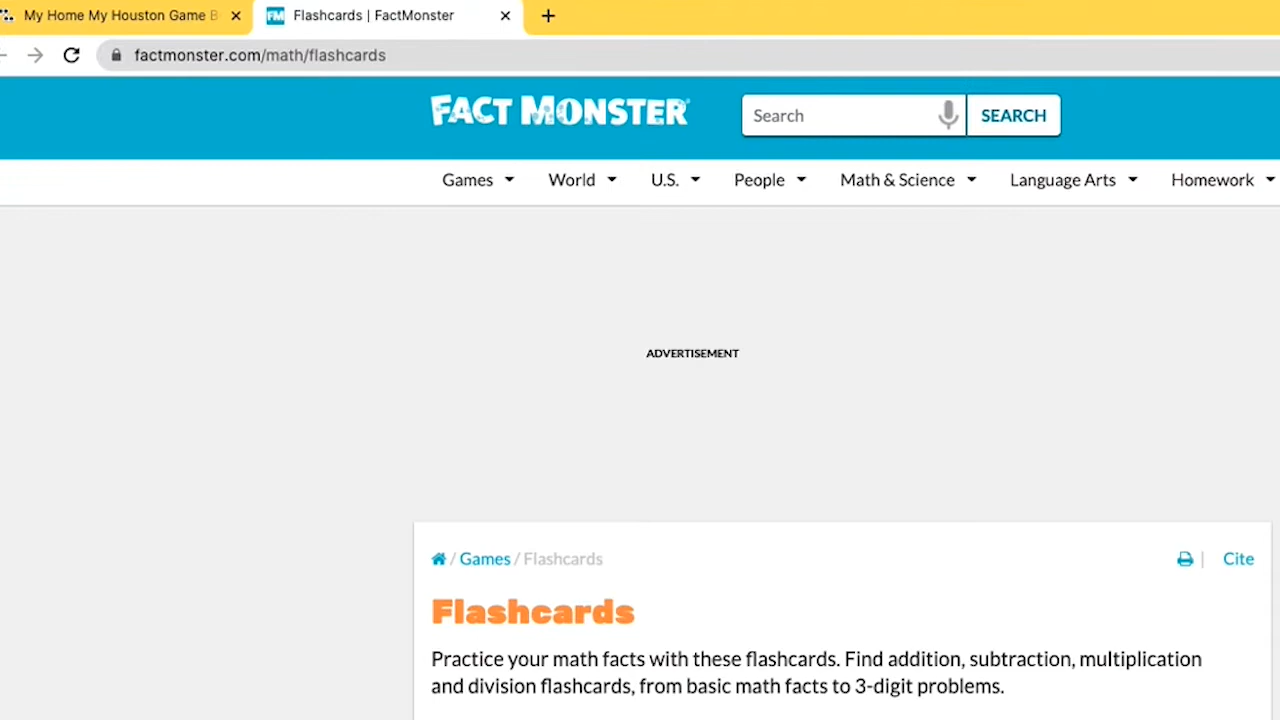 My Home My Houston Game B
Flashcards | FactMonster
factmonster.com/math/flashcards
FACT MONSTER
Search
SEARCH
Games World U.S. People Math & Science Language Arts Homework
ADVERTISEMENT
/ Games / Flashcards
Cite
Flashcards
Practice your math facts with these flashcards. Find addition, subtraction, multiplication
and division flashcards, from basic math facts to 3-digit problems.